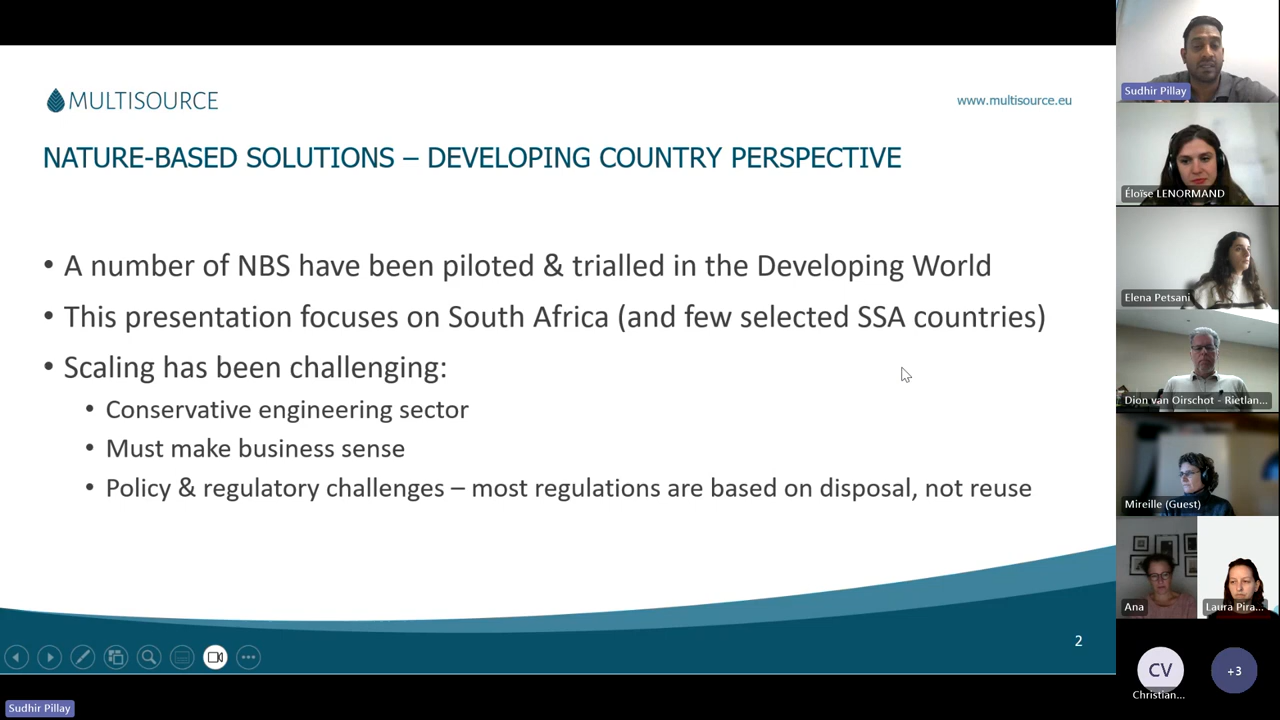 MULTISOURCE
www.multisource.eu
NATURE-BASED SOLUTIONS – DEVELOPING COUNTRY PERSPECTIVE
• A number of NBS have been piloted & trialled in the Developing World
• This presentation focuses on South Africa (and few selected SSA countries)
• Scaling has been challenging:
• Conservative engineering sector
• Must make business sense
• Policy & regulatory challenges – most regulations are based on disposal, not reuse
2
Sudhir Pillay
Sudhir Pillay
Éloïse LENORMAND
Elena Petsani
Dion van Oirschot - Rietlan...
Mireille (Guest)
Ana
Laura Pira...
CV
Christian...
+3